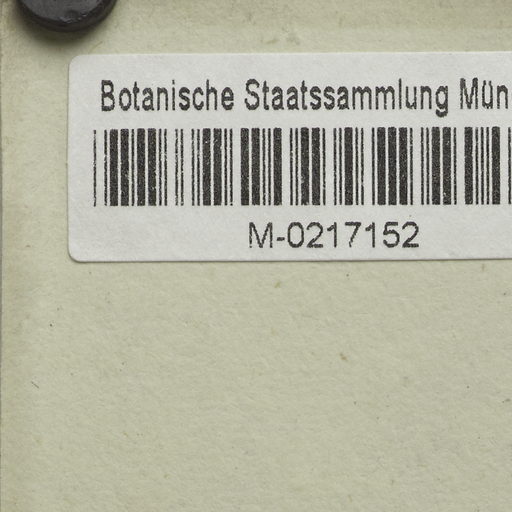 Botanische Staatssammlung Mün
M-0217152